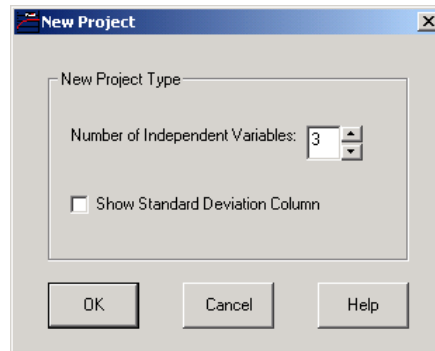 New Project
New Project Type
Number of Independent Variables: 3
Show Standard Deviation Column
OK Cancel Help